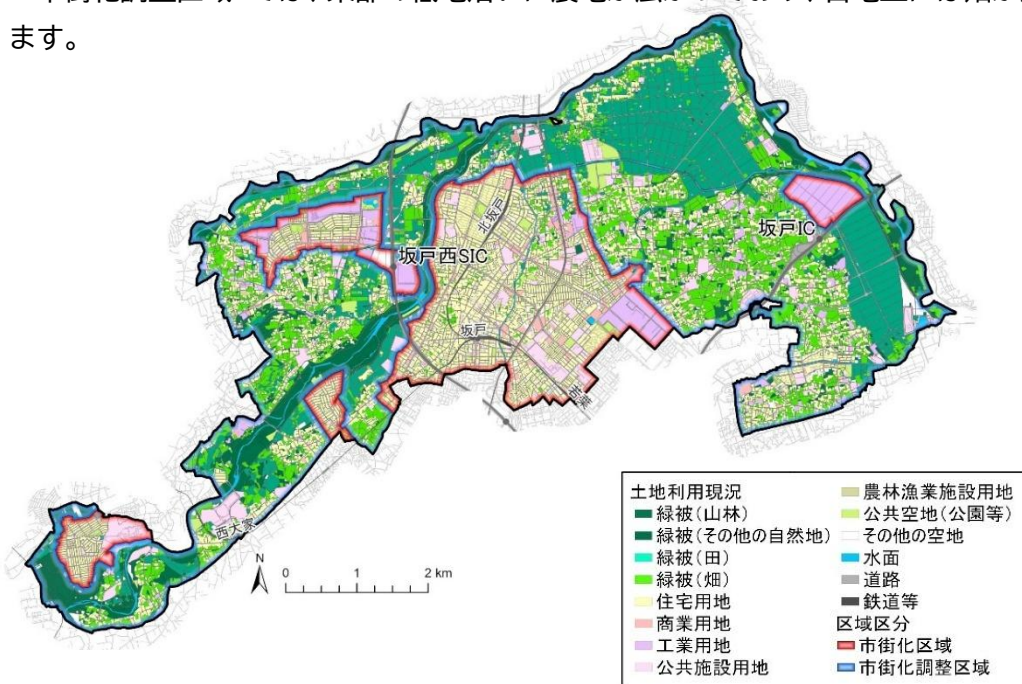 ます。
北坂戸
坂戸IC
坂戸西SIC
坂戸
若葉
西大家
N
0 1 2 km
土地利用現況
緑被(山林)
緑被(その他の自然地)
緑被(田)
緑被(畑)
住宅用地
商業用地
工業用地
公共施設用地
農林漁業施設用地
公共空地(公園等)
その他の空地
水面
道路
鉄道等
区域区分
市街化区域
市街化調整区域